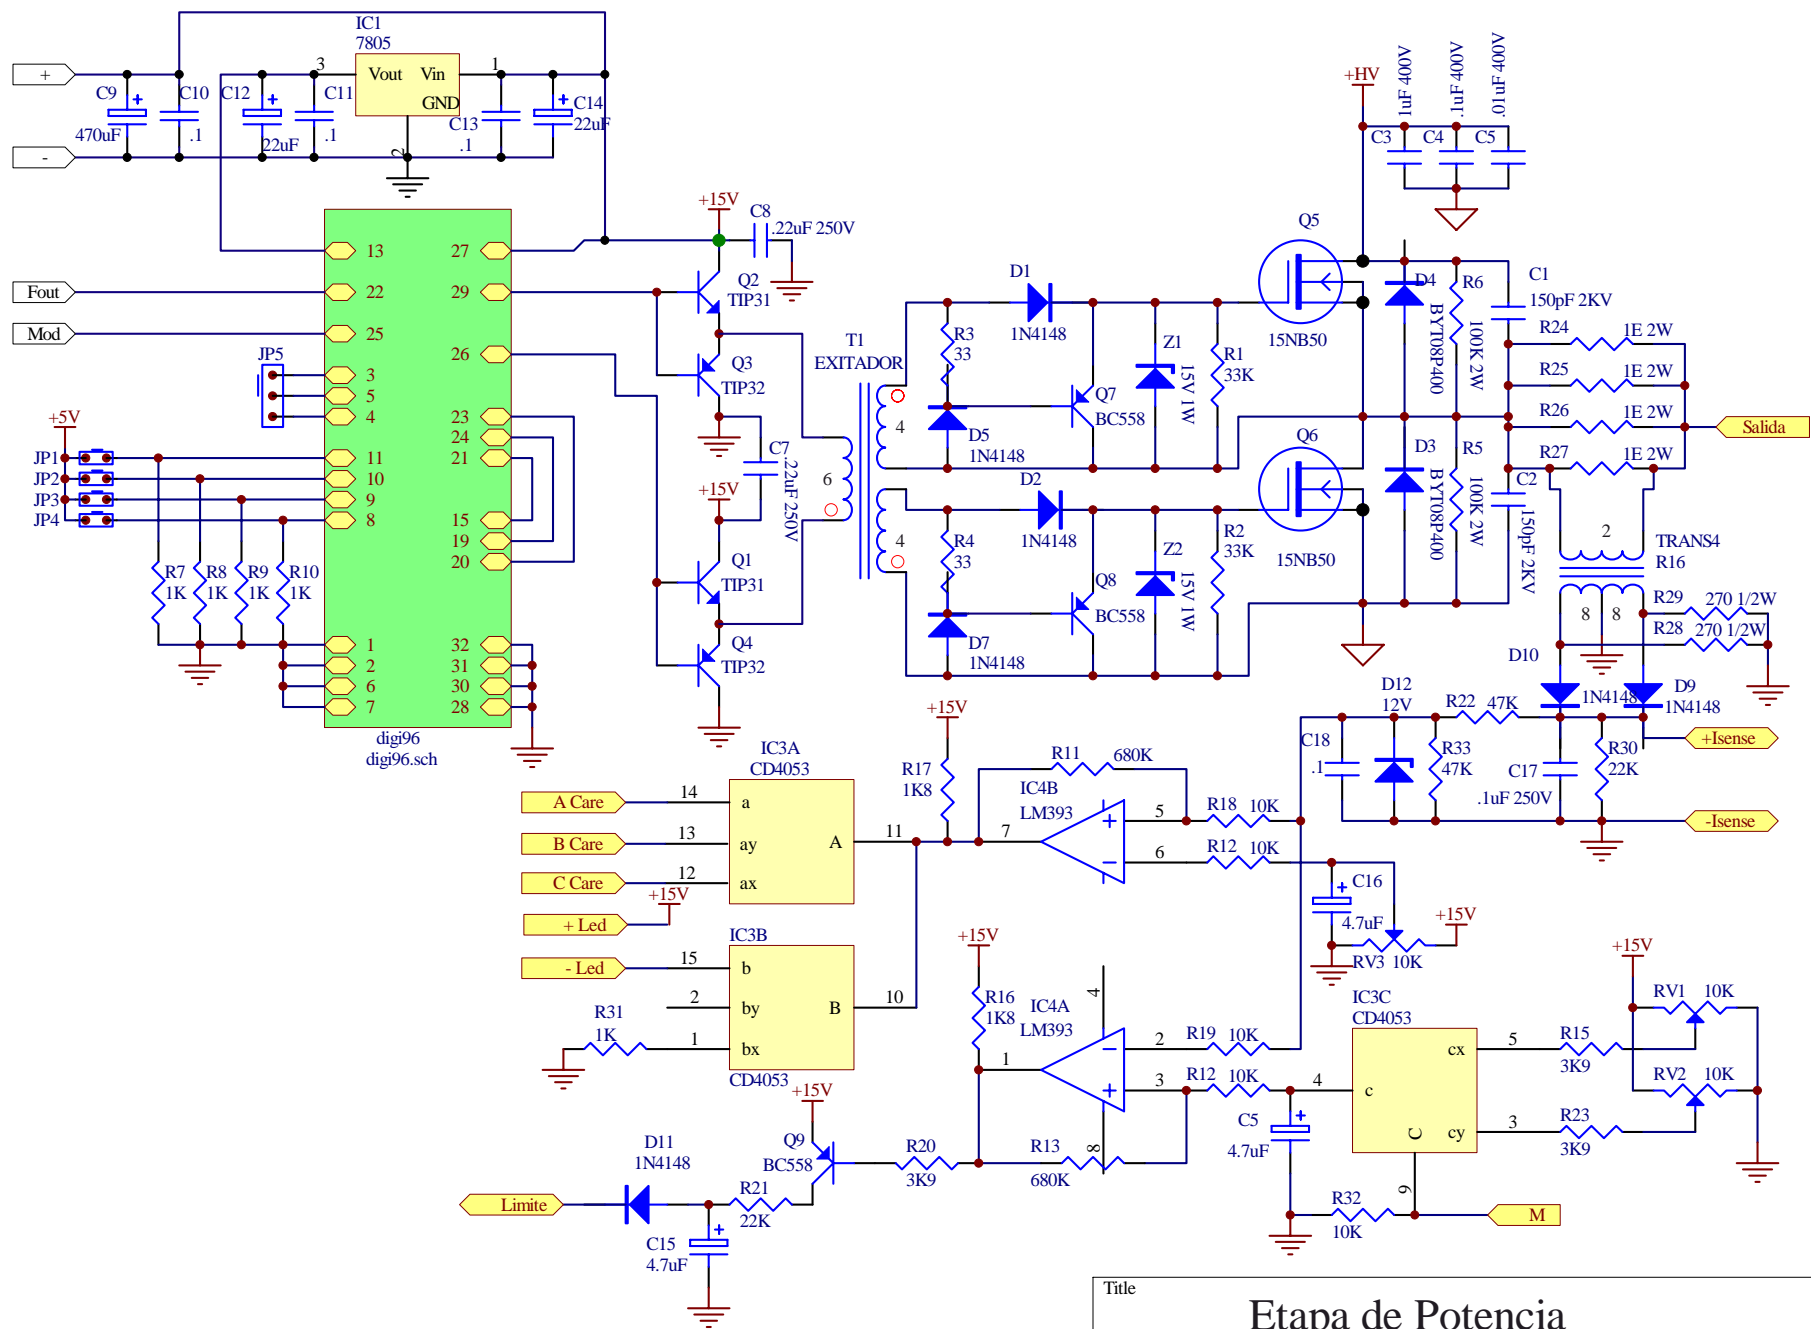 IC1
7805
+
3
Vout
Vin
1
GND
2
C9
470uF
C10
.1
C12
22uF
C11
.1
C13
.1
C14
22uF
-
+HV
1uF 400V
.1uF 400V
.01uF 400V
C3
C4
C5
+15V
C8
.22uF 250V
Fout
Mod
JP5
+5V
JP1
JP2
JP3
JP4
13
22
25
3
5
4
11
10
9
8
1
2
6
7
27
29
26
23
24
21
15
19
20
32
31
30
28
R7
1K
R8
1K
R9
1K
R10
1K
digi96
digi96.sch
Q2
TIP31
Q3
TIP32
C7
.22uF 250V
+15V
Q1
TIP31
Q4
TIP32
T1
EXITADOR
6
4
4
R3
33
D1
1N4148
D5
1N4148
Q7
BC558
Z1
15V 1W
R1
33K
Q5
15NB50
D2
1N4148
R4
33
D7
1N4148
Q8
BC558
Z2
15V 1W
R2
33K
Q6
15NB50
D4
BYT08P400
R6
100K 2W
C1
150pF 2KV
D3
BYT08P400
R5
100K 2W
C2
150pF 2KV
R24
1E 2W
R25
1E 2W
R26
1E 2W
R27
1E 2W
Salida
2
TRANS4
R16
8
8
R29
270 1/2W
R28
270 1/2W
D10
1N4148
D9
1N4148
D12
12V
R22
47K
C18
.1
R33
47K
C17
.1uF 250V
R30
22K
+Isense
-Isense
IC3A
CD4053
A Care
14
a
B Care
13
ay
C Care
12
ax
A
11
+15V
+ Led
- Led
IC3B
15
b
2
by
1
bx
B
10
CD4053
R31
1K
+15V
R17
1K8
R11
680K
IC4B
LM393
7
5
6
+
−
R18
10K
R12
10K
C16
4.7uF
+15V
RV3
10K
+15V
R16
1K8
IC4A
LM393
4
1
2
3
8
−
+
R19
10K
R12
10K
C5
4.7uF
R13
680K
R20
3K9
+15V
Q9
BC558
D11
1N4148
Limite
R21
22K
C15
4.7uF
IC3C
CD4053
4
c
cx
5
cy
3
C
9
R15
3K9
R23
3K9
+15V
RV1
10K
RV2
10K
R32
10K
M
Title
Etapa de Potencia